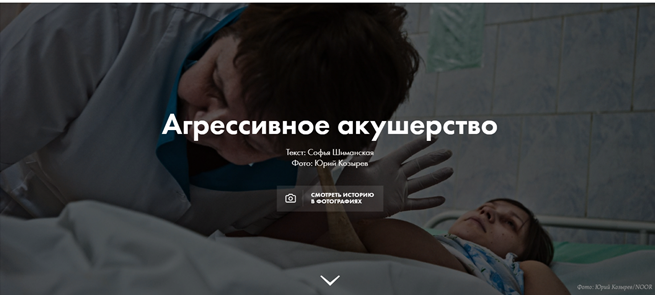 Агрессивное акушерство
Текст: Софья Шиманская
Фото: Юрий Козырев
СМОТРЕТЬ ИСТОРИЮ
В ФОТОГРАФИЯХ
Фото: Юрий Козырев/NOOR